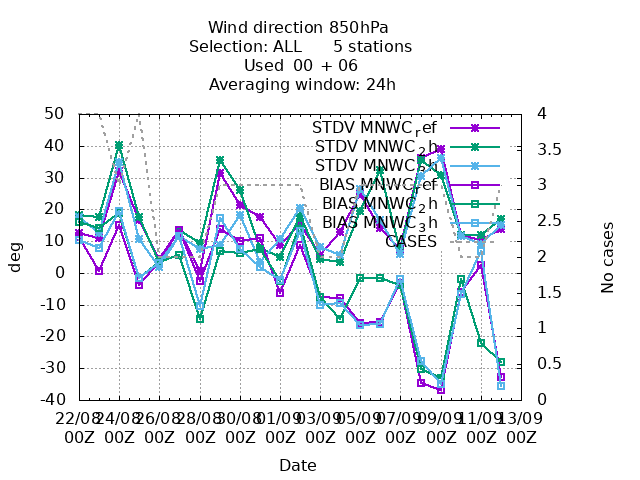 Wind direction 850hPa
Selection: ALL 5 stations
Used 00 + 06
Averaging window: 24h
50
40
30
20
10
0
-10
-20
-30
-40
deg
4
3.5
3
2.5
2
1.5
1
0.5
0
No cases
STDV MNWC_ref
STDV MNWC_2h
STDV MNWC_3h
BIAS MNWC_ref
BIAS MNWC_2h
BIAS MNWC_3h
CASES
22/08 24/08 26/08 28/08 30/08 01/09 03/09 05/09 07/09 09/09 11/09 13/09
00Z 00Z 00Z 00Z 00Z 00Z 00Z 00Z 00Z 00Z 00Z 00Z
Date